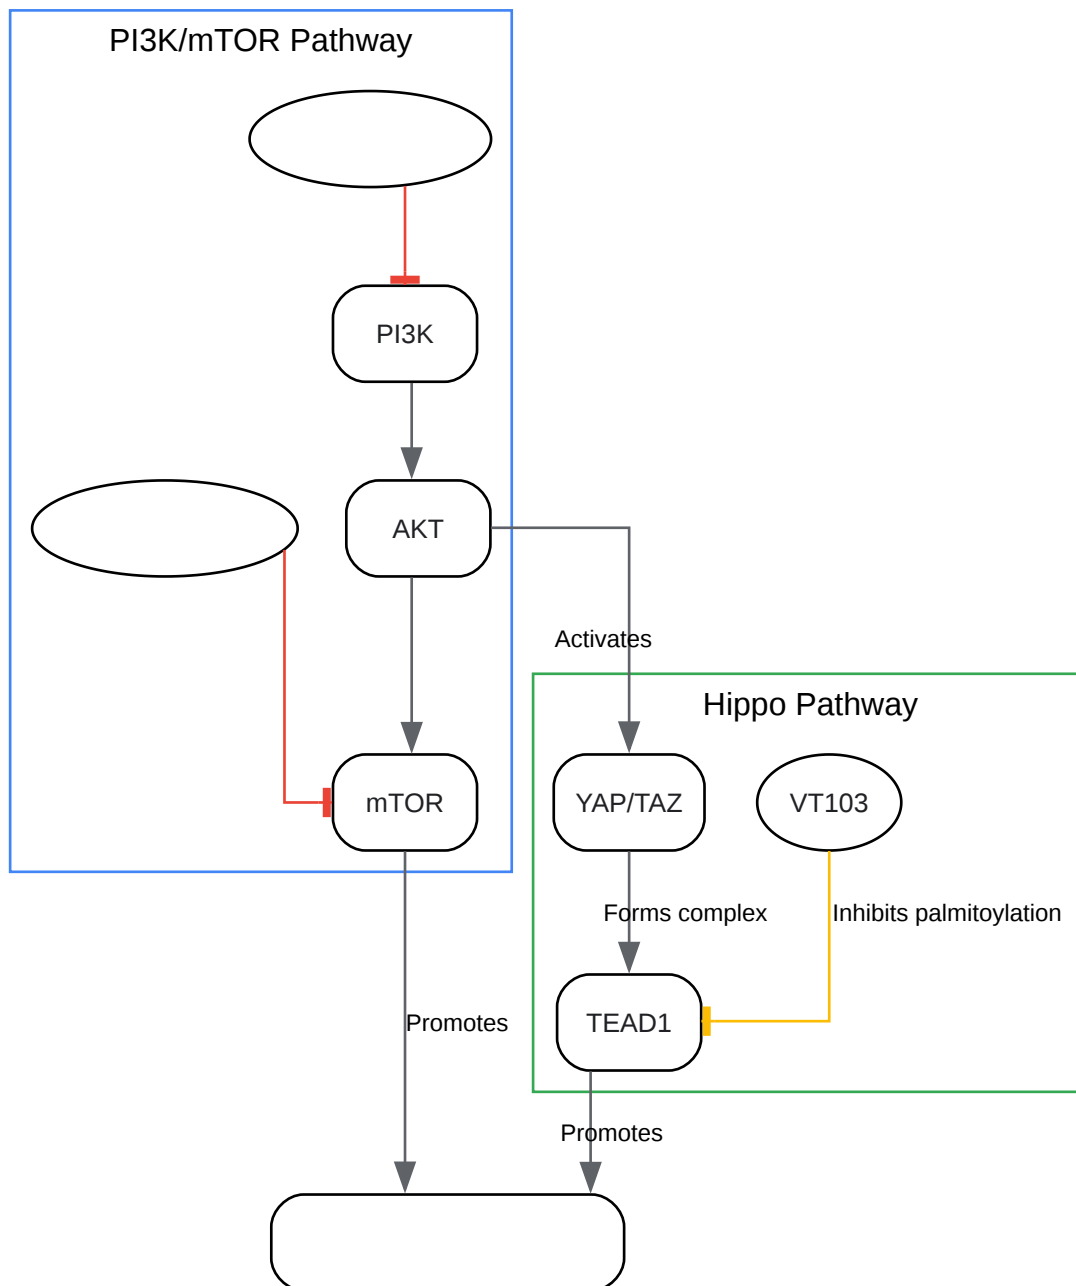 PI3K/mTOR Pathway
PI3K
AKT
Activates
Hippo Pathway
mTOR
YAP/TAZ
VT103
Forms complex
Inhibits palmitoylation
TEAD1
Promotes
Promotes